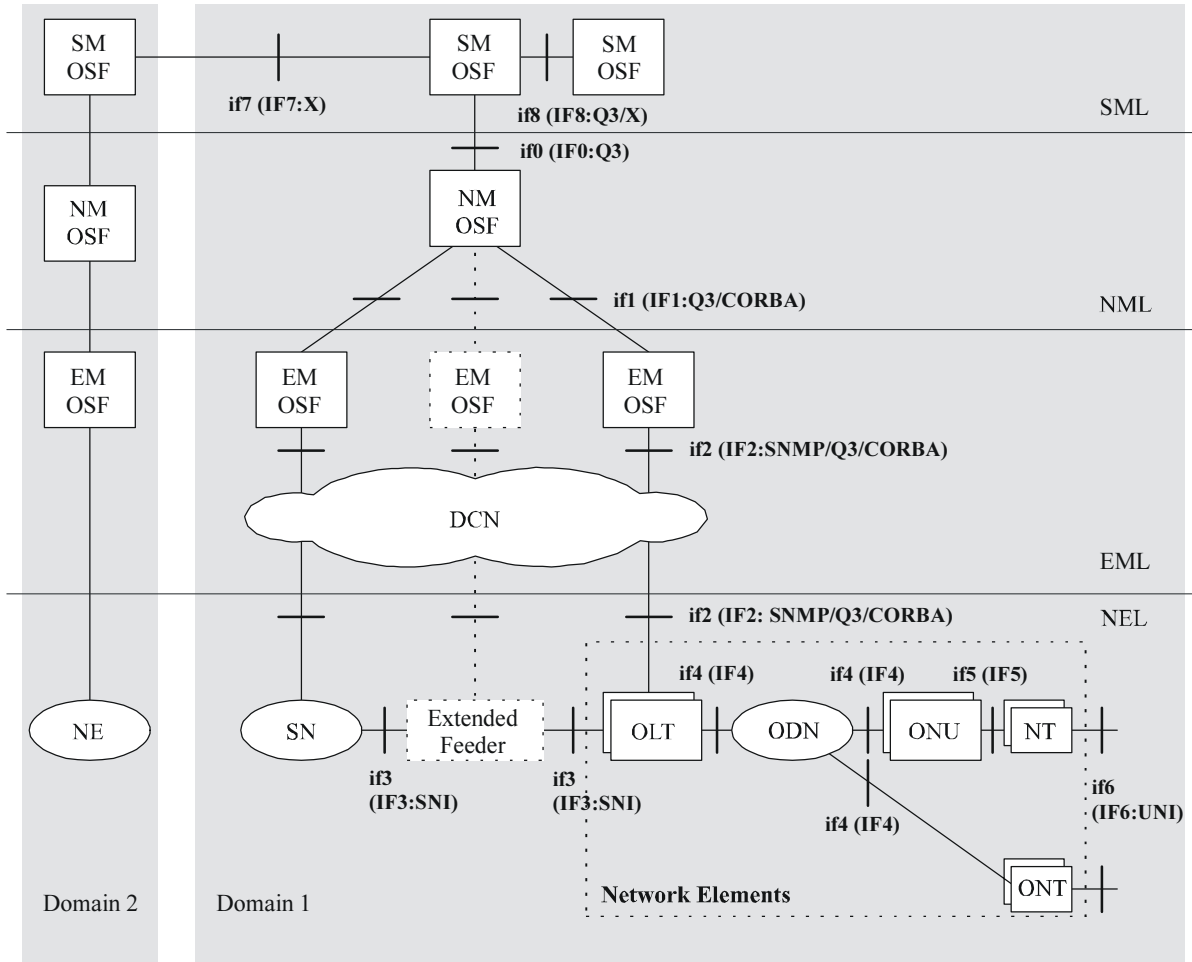 SM
OSF
SM
OSF
SM
OSF
if7 (IF7:X)
if8 (IF8:Q3/X)
SML
if0 (IF0:Q3)
NM
OSF
NM
OSF
if1 (IF1:Q3/CORBA)
NML
EM
OSF
EM
OSF
EM
OSF
EM
OSF
if2 (IF2:SNMP/Q3/CORBA)
DCN
EML
if2 (IF2: SNMP/Q3/CORBA)
NEL
if4 (IF4)
if4 (IF4)
if5 (IF5)
NE
SN
Extended
Feeder
OLT
ODN
ONU
NT
if3
(IF3:SNI)
if3
(IF3:SNI)
if6
(IF6:UNI)
if4 (IF4)
ONT
Network Elements
Domain 2
Domain 1